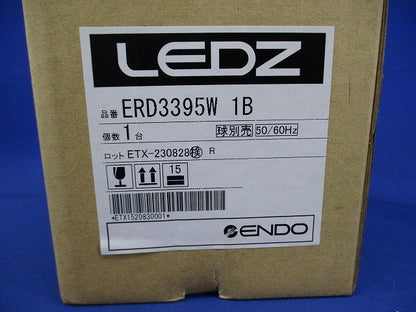 LEDZ
品番 ERD3395W 1B
個数 1台 球別売 50/60Hz
ロット ETX-230828 R
15
*ETX1520830001*
ENDO